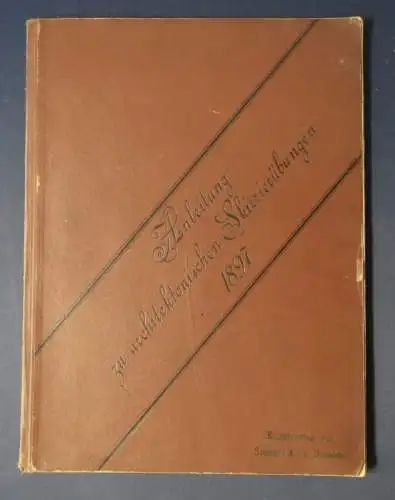 Anleitung
zu architektonischen Skizzierübungen
1897